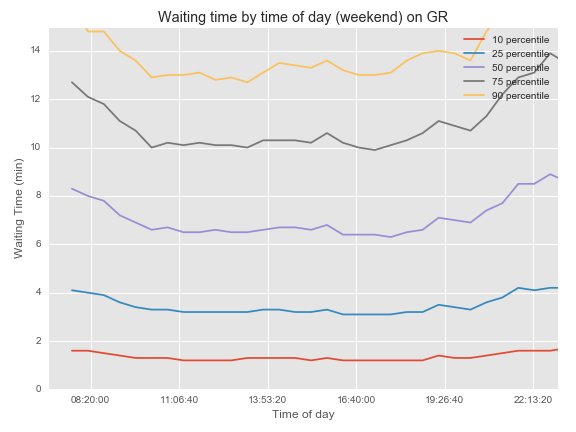 Waiting time by time of day (weekend) on GR
10 percentile
25 percentile
50 percentile
75 percentile
90 percentile
Waiting Time (min)
14
12
10
8
6
4
2
0
08:20:00 11:06:40 13:53:20 16:40:00 19:26:40 22:13:20
Time of day